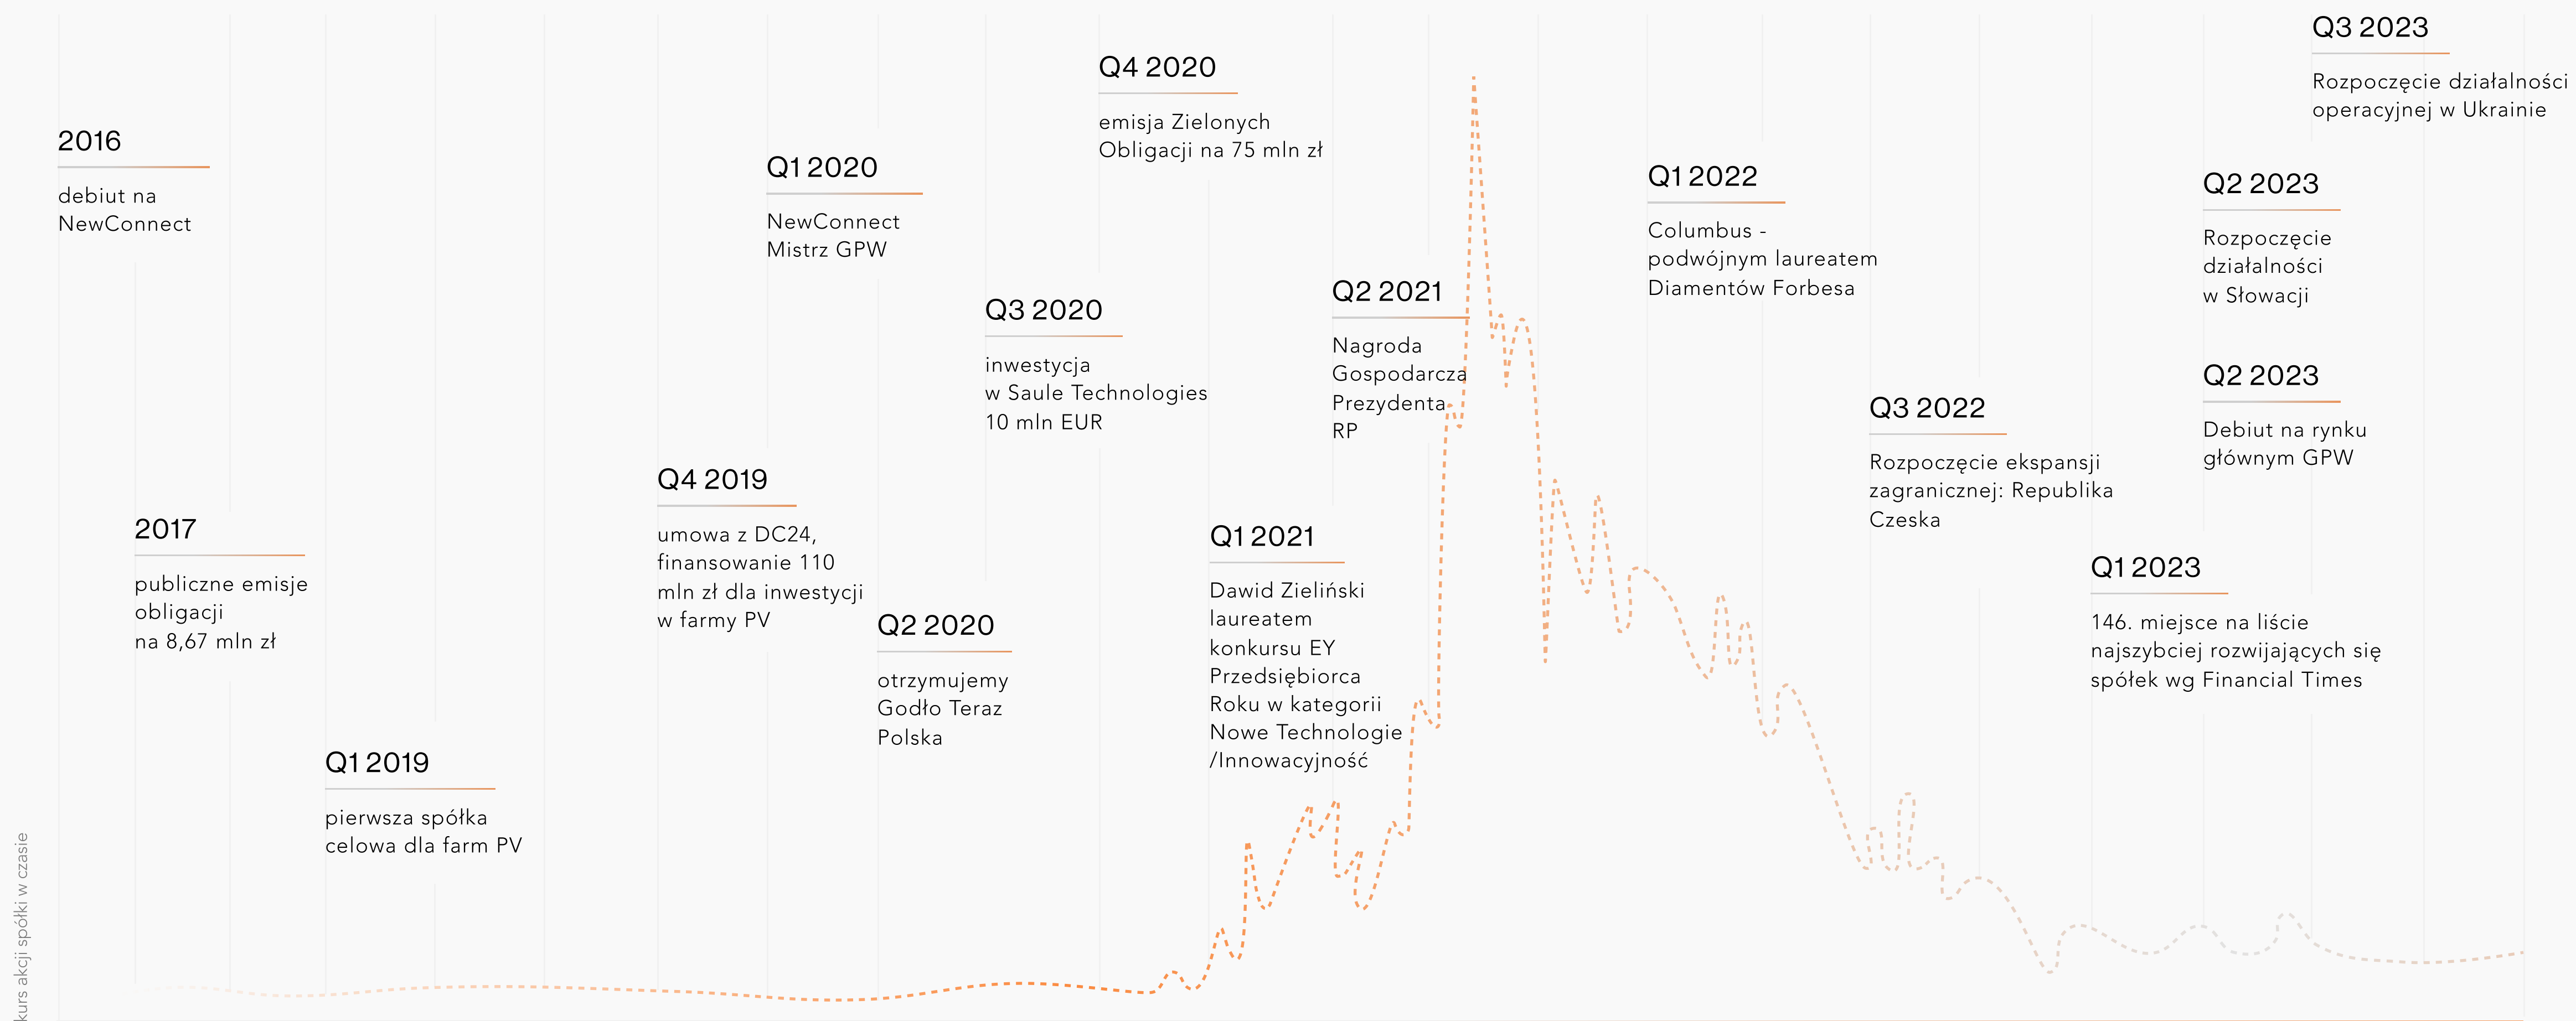 2016
debiut na
NewConnect
2017
publiczne emisje
obligacji
na 8,67 mln zł
Q1 2019
pierwsza spółka
celowa dla farm PV
Q4 2019
umowa z DC24,
finansowanie 110
mln zł dla inwestycji
w farmy PV
Q1 2020
NewConnect
Mistrz GPW
Q2 2020
otrzymujemy
Godło Teraz
Polska
Q3 2020
inwestycja
w Saule Technologies
10 mln EUR
Q4 2020
emisja Zielonych
Obligacji na 75 mln zł
Q1 2021
Dawid Zieliński
laureatem
konkursu EY
Przedsiębiorca
Roku w kategorii
Nowe Technologie
/Innowacyjność
Q2 2021
Nagroda
Gospodarcza
Prezydenta
RP
Q1 2022
Columbus -
podwójnym laureatem
Diamentów Forbesa
Q3 2022
Rozpoczęcie ekspansji
zagranicznej: Republika
Czeska
Q1 2023
146. miejsce na liście
najszybciej rozwijających się
spółek wg Financial Times
Q2 2023
Rozpoczęcie
działalności
w Słowacji
Q2 2023
Debiut na rynku
głównym GPW
Q3 2023
Rozpoczęcie działalności
operacyjnej w Ukrainie
kurs akcji spółki w czasie